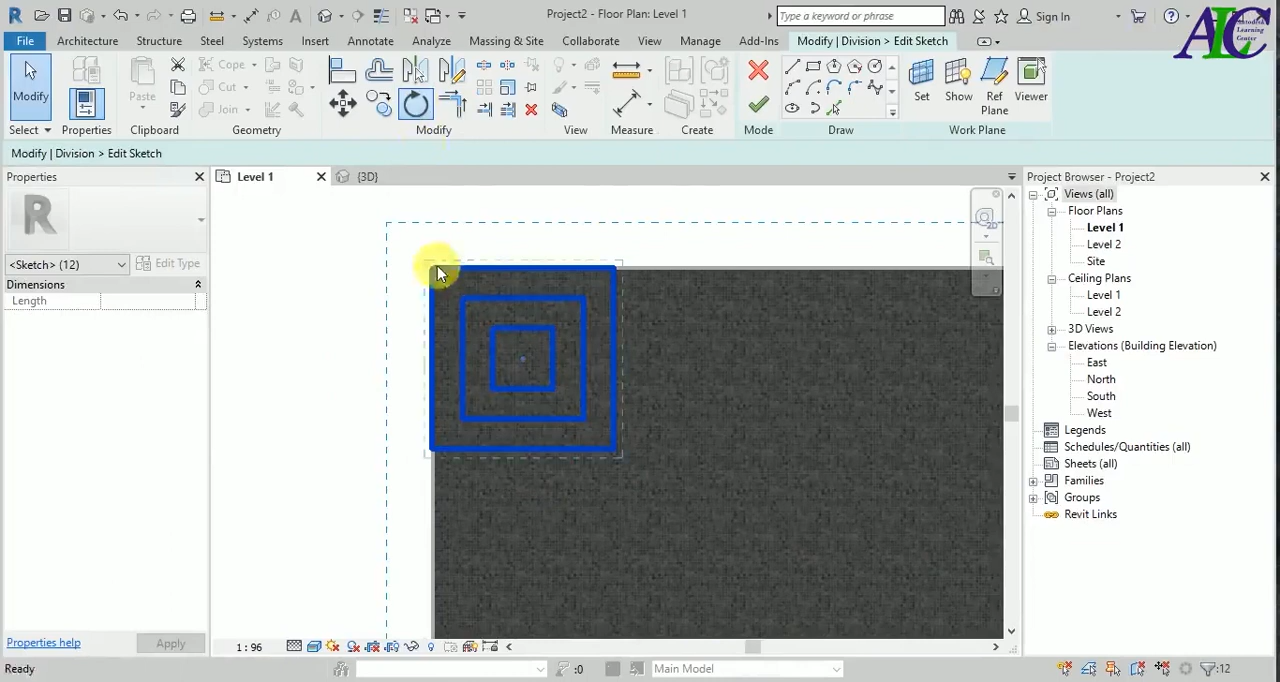 Project2 - Floor Plan: Level 1
Type a keyword or phrase
Sign In
ALC
Autodesk
Learning
Center
File
Architecture
Structure
Steel
Systems
Insert
Annotate
Analyze
Massing & Site
Collaborate
View
Manage
Add-Ins
Modify | Division > Edit Sketch
Modify
Paste
Cope
Cut
Join
Set
Show
Ref
Plane
Viewer
Select
Properties
Clipboard
Geometry
Modify
View
Measure
Create
Mode
Draw
Work Plane
Modify | Division > Edit Sketch
Properties
R
<Sketch> (12)
Edit Type
Dimensions
Length
Properties help
Apply
Level 1
{3D}
2D
Project Browser - Project2
Views (all)
Floor Plans
Level 1
Level 2
Site
Ceiling Plans
Level 1
Level 2
3D Views
Elevations (Building Elevation)
East
North
South
West
Legends
Schedules/Quantities (all)
Sheets (all)
Families
Groups
Revit Links
1 : 96
Ready
:0
Main Model
:12